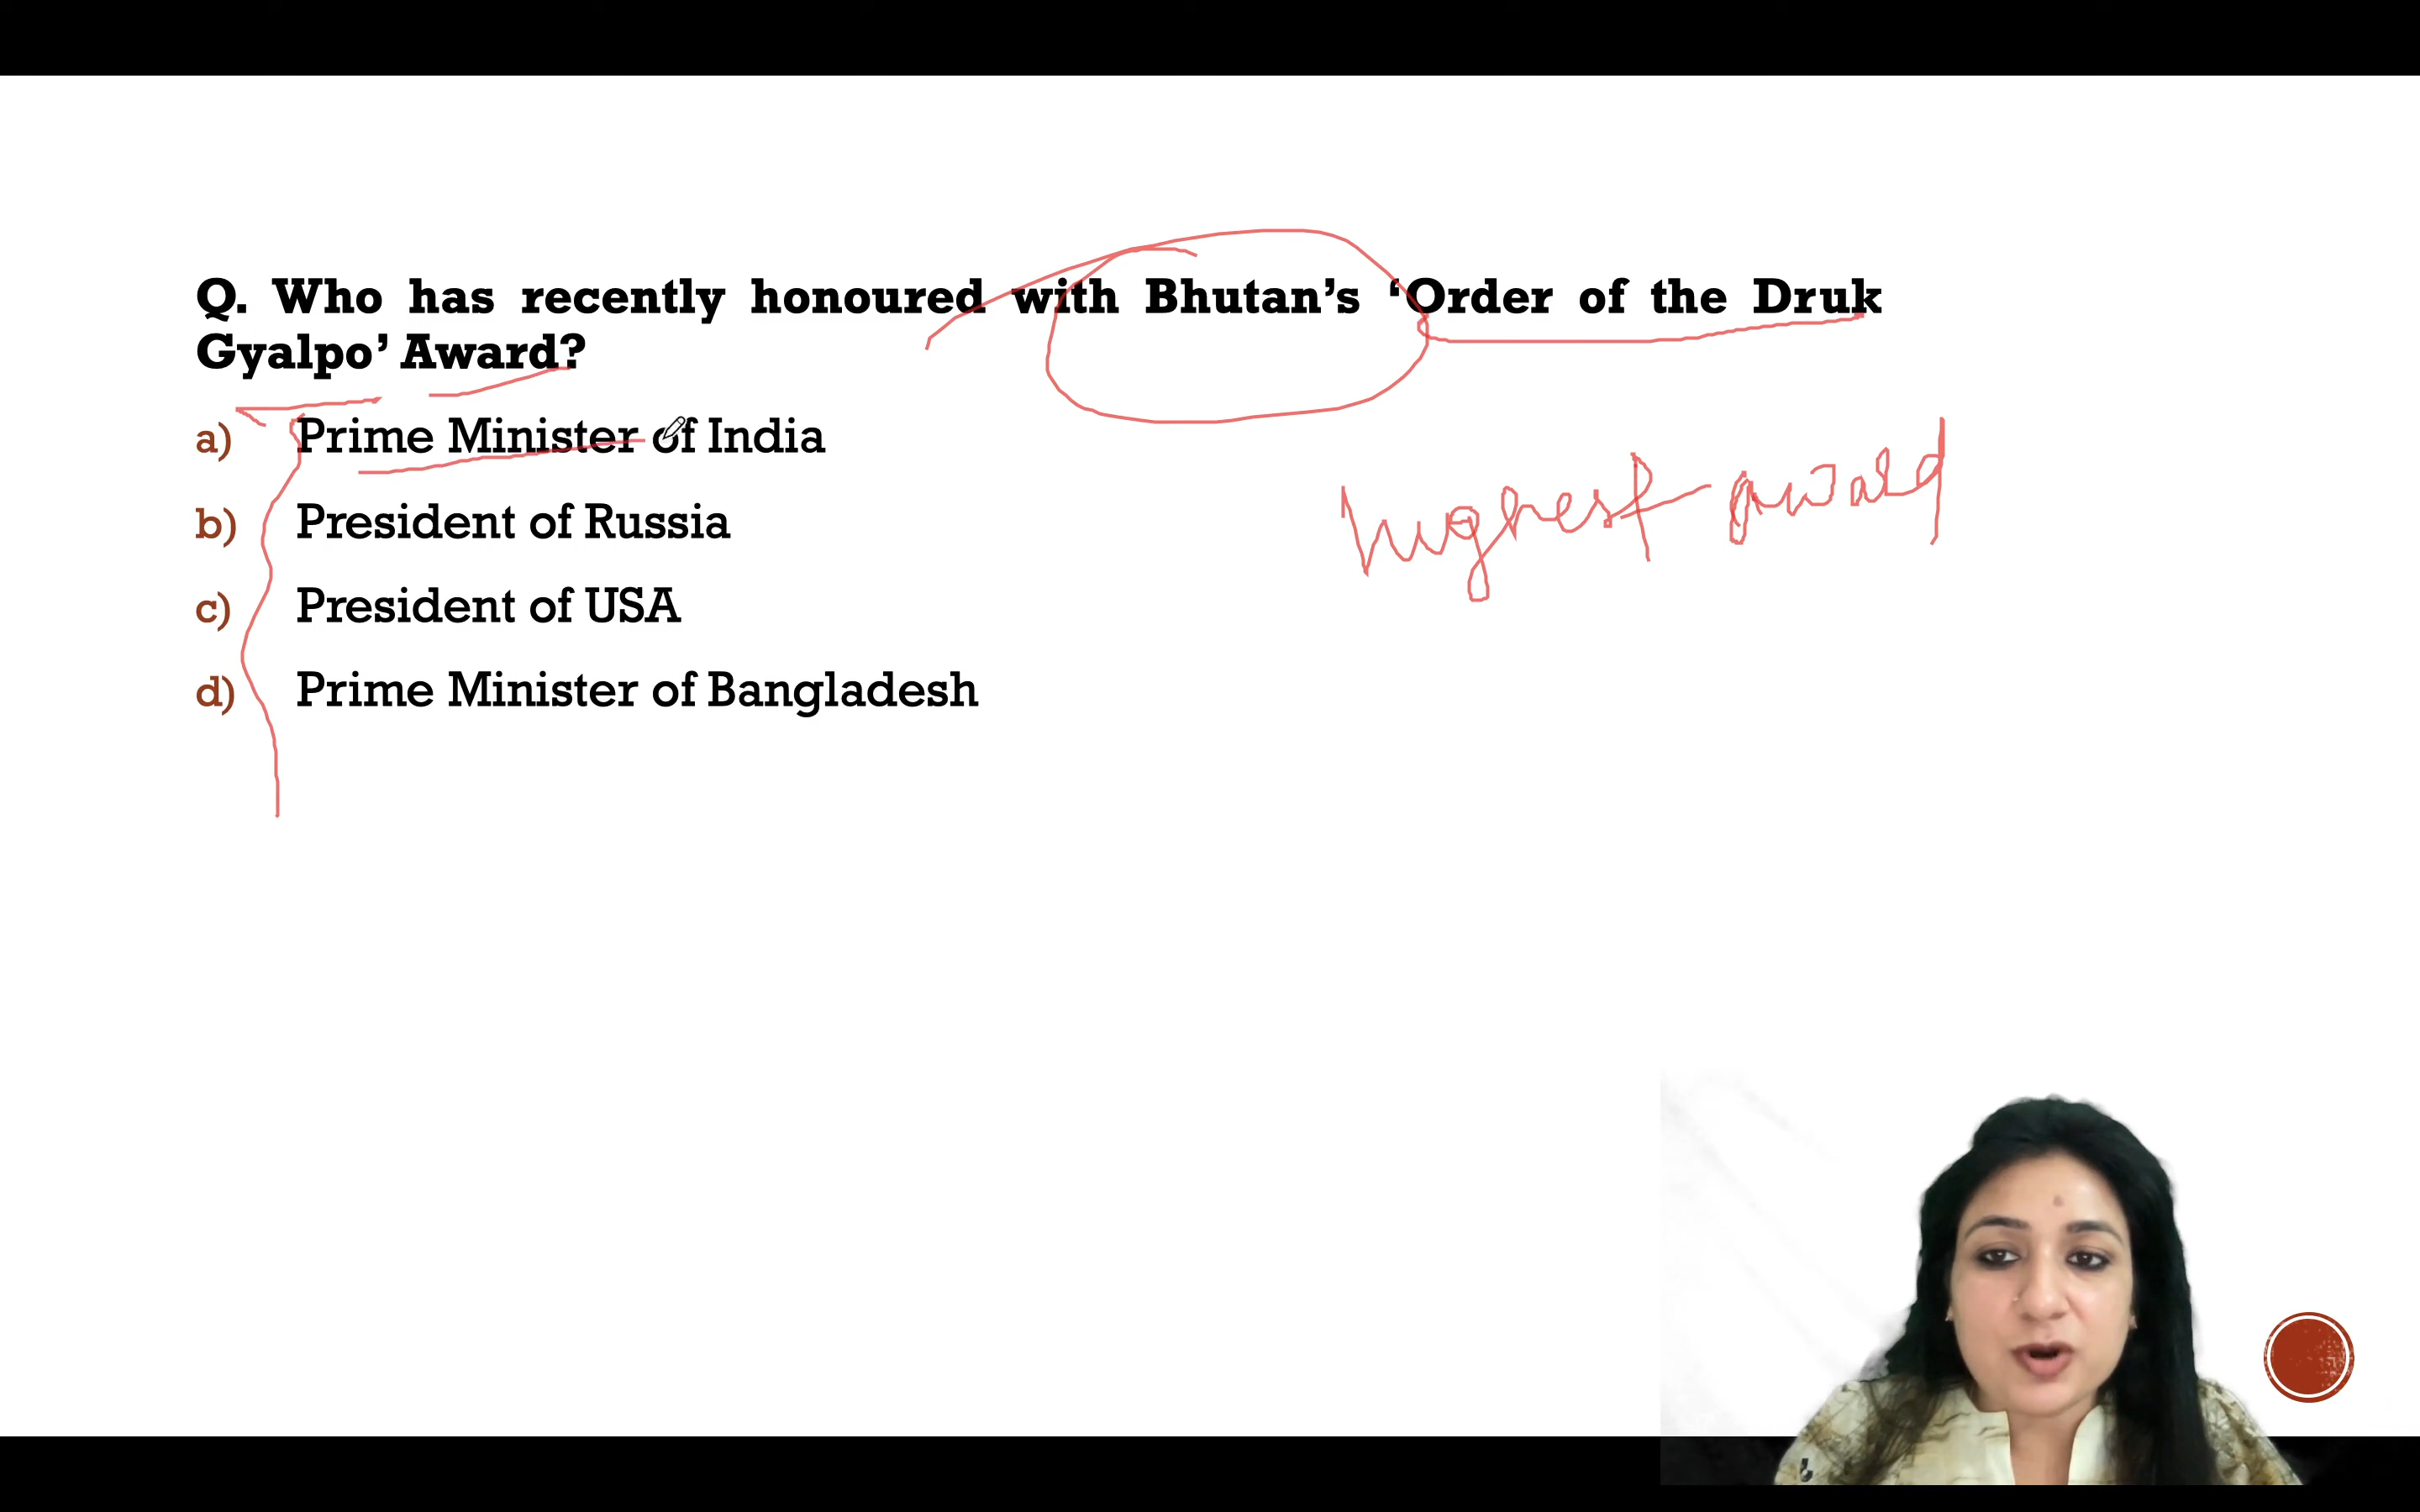 Q. Who has recently honoured with Bhutan's 'Order of the Druk
Gyalpo' Award?
a) Prime Minister of India
highest award
b) President of Russia
c) President of USA
d) Prime Minister of Bangladesh